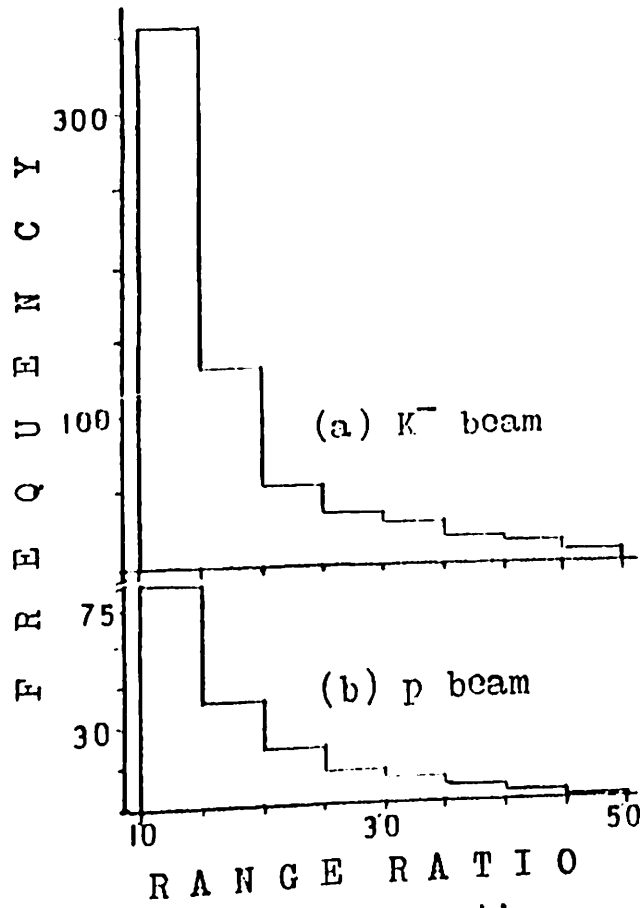 300
FREQUENCY
100
(a) K⁻ beam
75
(b) p beam
30
10 30 50
RANGE RATIO